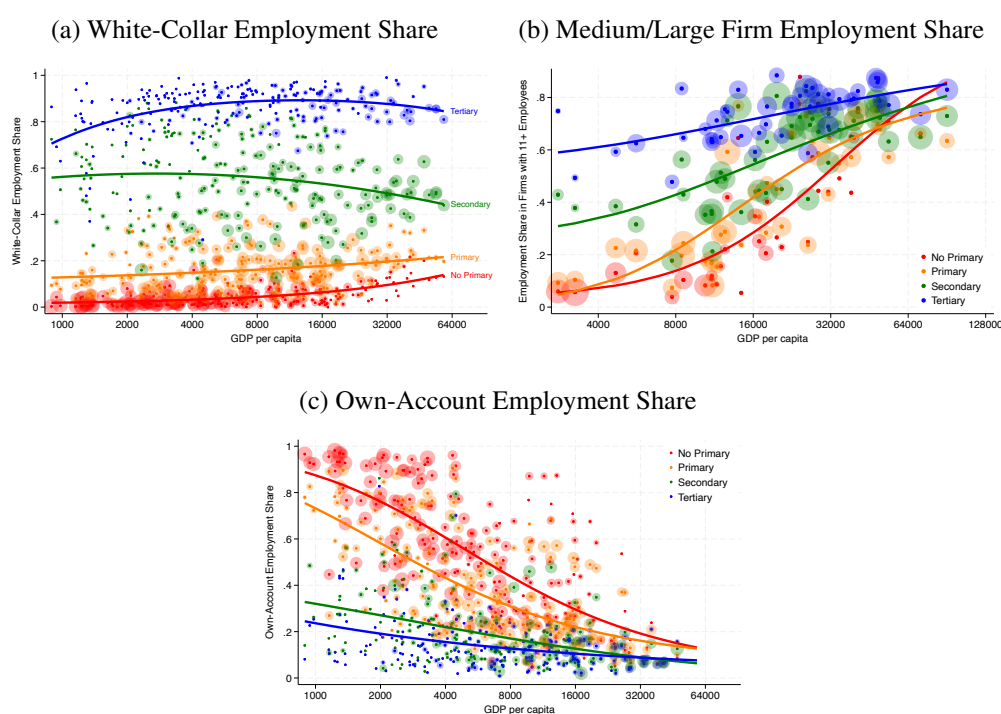 (a) White-Collar Employment Share
White-Collar Employment Share
1
.8
.6
.4
.2
0
Tertiary
Secondary
Primary
No Primary
1000 2000 4000 8000 16000 32000 64000
GDP per capita
(b) Medium/Large Firm Employment Share
Employment Share in Firms with 11+ Employees
.8
.6
.4
.2
0
No Primary
Primary
Secondary
Tertiary
4000 8000 16000 32000 64000 128000
GDP per capita
(c) Own-Account Employment Share
Own-Account Employment Share
1
.8
.6
.4
.2
0
No Primary
Primary
Secondary
Tertiary
1000 2000 4000 8000 16000 32000 64000
GDP per capita